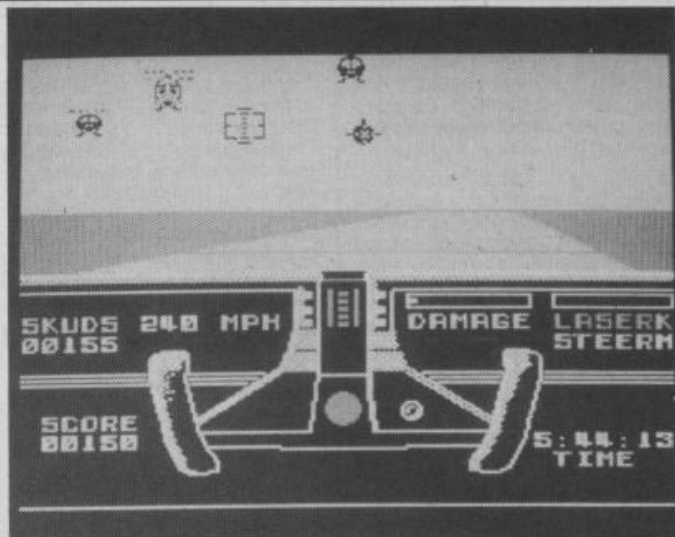 SKUDS 240 MPH
00155
DAMAGE
LASERK
STEERM
SCORE
00150
5:44:13
TIME